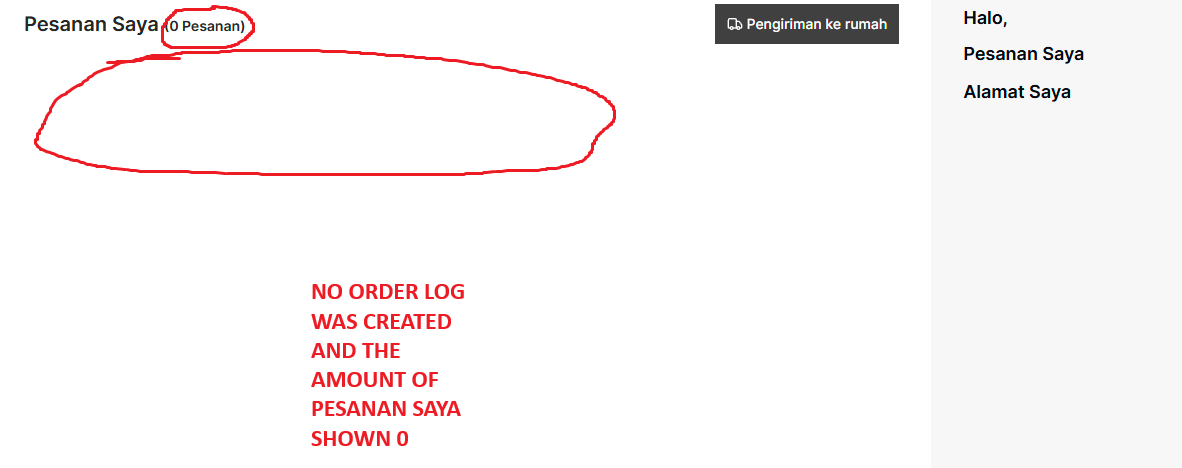 Pesanan Saya (0 Pesanan)
Pengiriman ke rumah
Halo,
Pesanan Saya
Alamat Saya
NO ORDER LOG
WAS CREATED
AND THE
AMOUNT OF
PESANAN SAYA
SHOWN 0